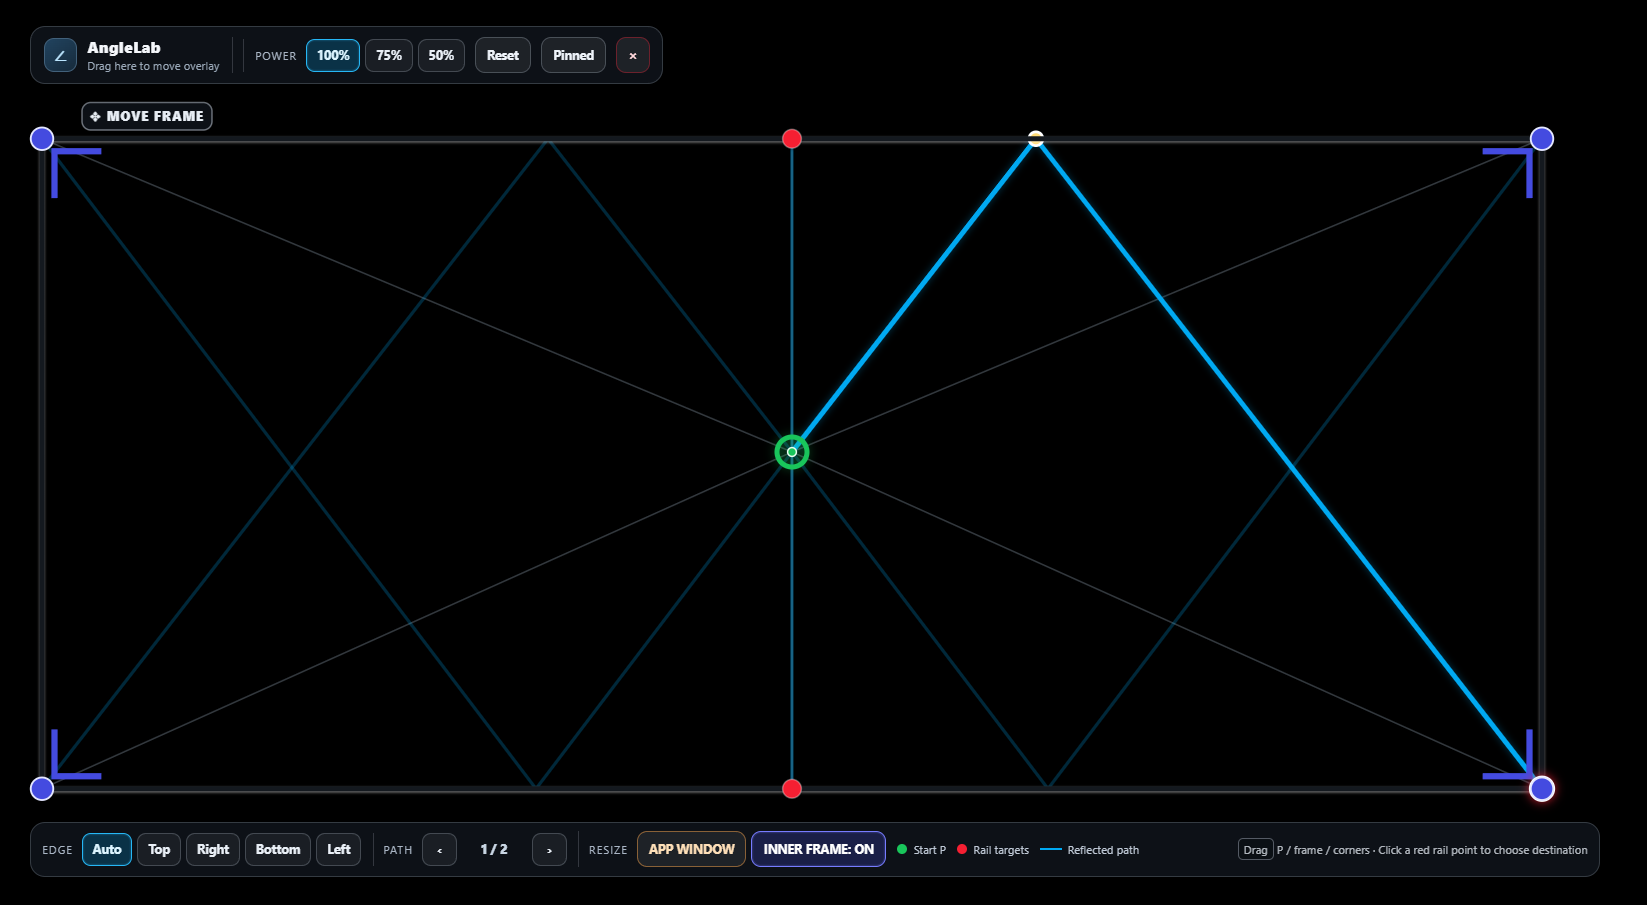 AngleLab
Drag here to move overlay
POWER 100% 75% 50% Reset Pinned ×
✥ MOVE FRAME
EDGE Auto Top Right Bottom Left PATH ‹ 1 / 2 › RESIZE APP WINDOW INNER FRAME: ON Start P Rail targets Reflected path Drag P / frame / corners · Click a red rail point to choose destination